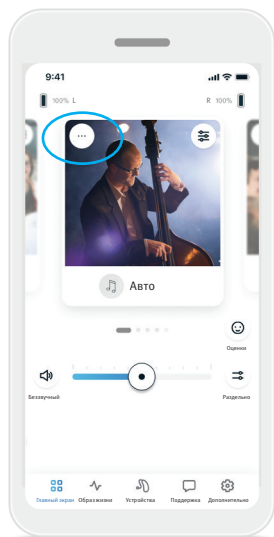 9:41
100% L
R 100%
Авто
Оценки
Беззвучный
Раздельно
Главный экран Образ жизни Устройства Поддержка Дополнительно